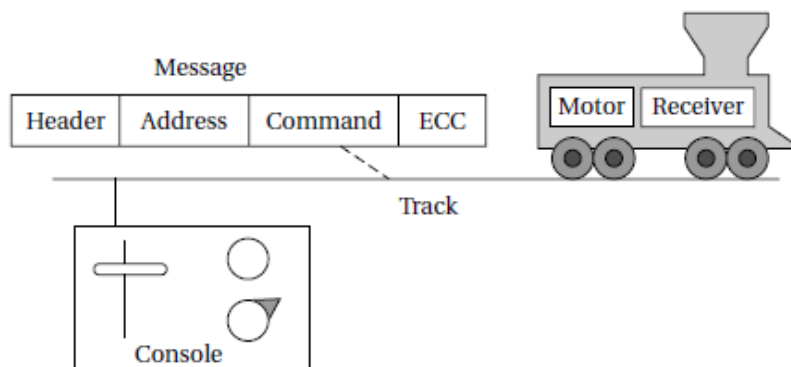 Message
Header Address Command ECC
Motor Receiver
Track
Console